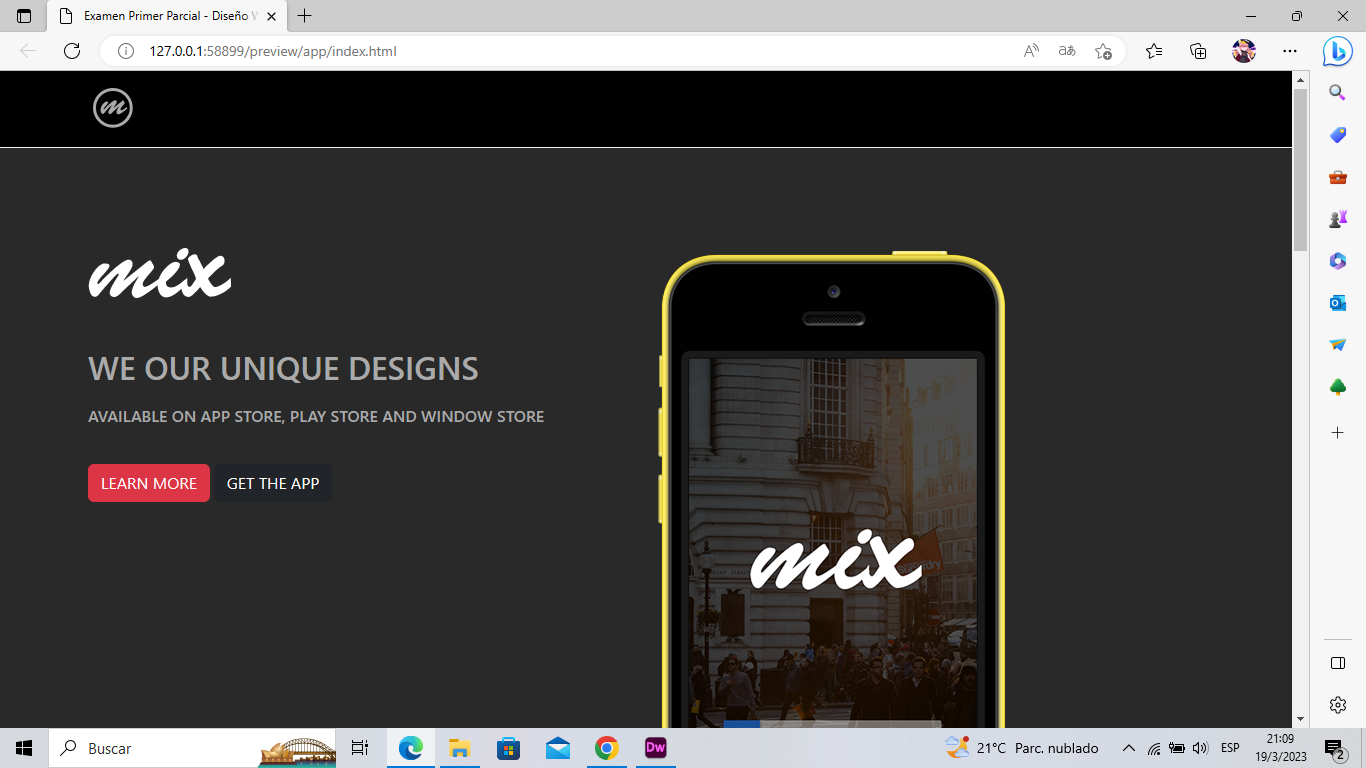 Examen Primer Parcial - Diseño W
127.0.0.1:58899/preview/app/index.html
m
mix
WE OUR UNIQUE DESIGNS
AVAILABLE ON APP STORE, PLAY STORE AND WINDOW STORE
LEARN MORE
GET THE APP
mix
Buscar
Dw
21°C Parc. nublado
ESP
21:09
19/3/2023
2